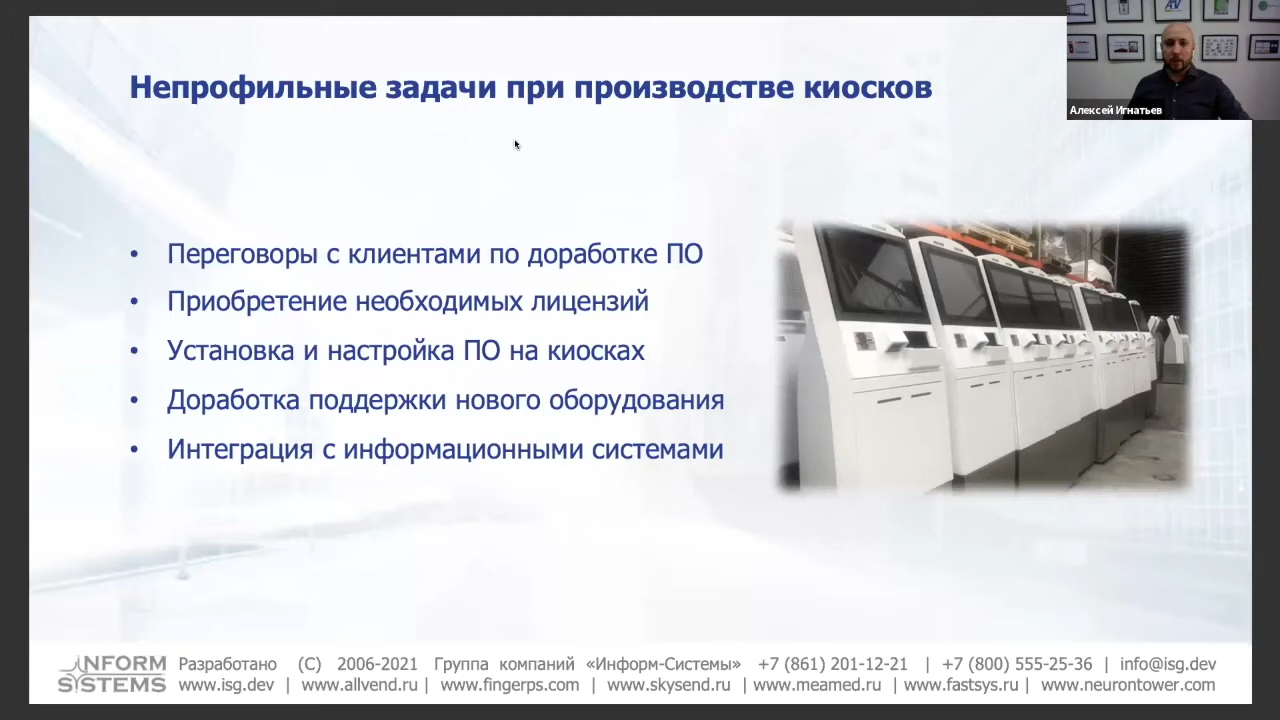 Непрофильные задачи при производстве киосков
Алексей Игнатьев
• Переговоры с клиентами по доработке ПО
• Приобретение необходимых лицензий
• Установка и настройка ПО на киосках
• Доработка поддержки нового оборудования
• Интеграция с информационными системами
INFORM
SYSTEMS
Разработано (C) 2006-2021 Группа компаний «Информ-Системы» +7 (861) 201-12-21 | +7 (800) 555-25-36 | info@isg.dev
www.isg.dev | www.allvend.ru | www.fingerps.com | www.skysend.ru | www.meamed.ru | www.fastsys.ru | www.neurontower.com